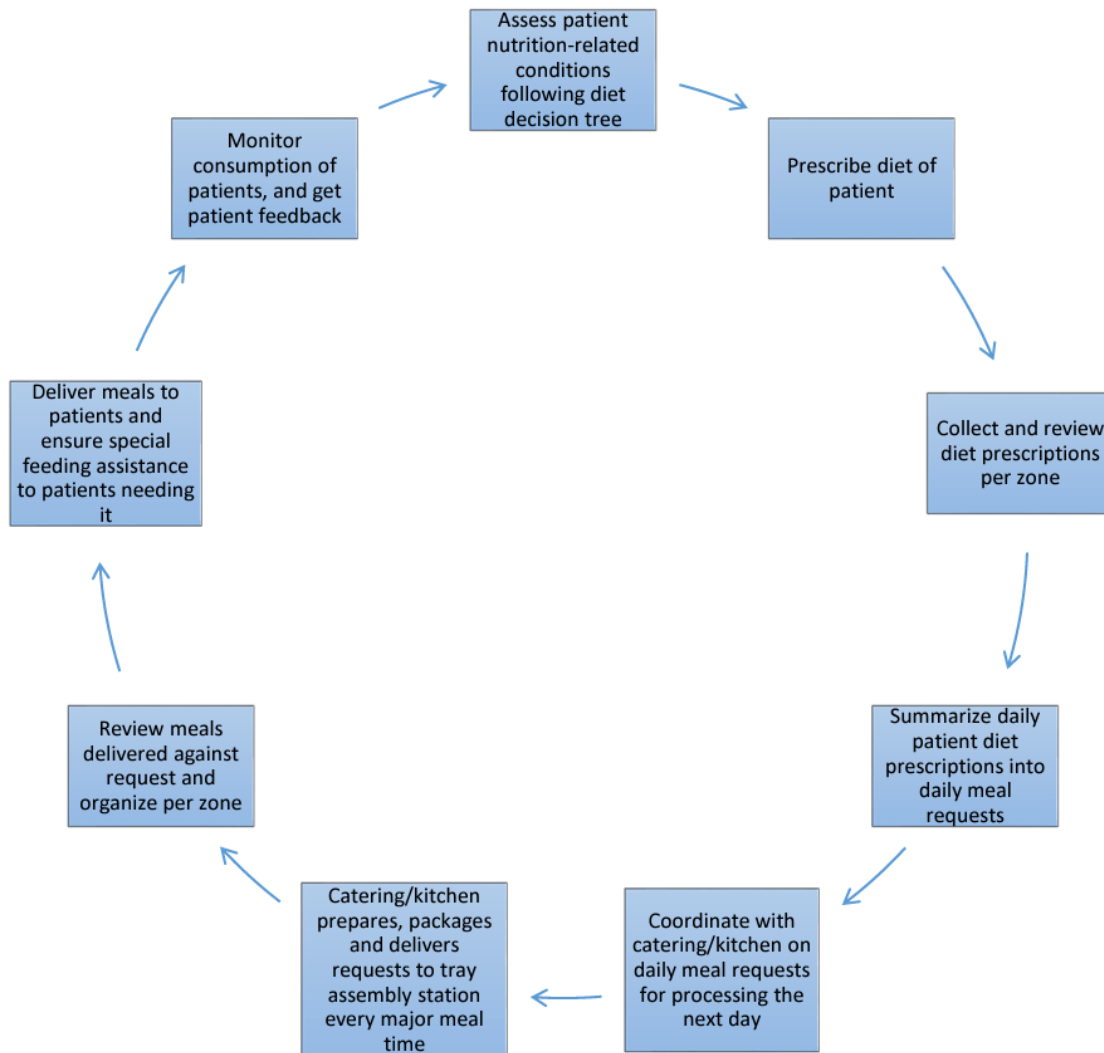 Assess patient
nutrition-related
conditions
following diet
decision tree
Prescribe diet of
patient
Collect and review
diet prescriptions
per zone
Summarize daily
patient diet
prescriptions into
daily meal
requests
Coordinate with
catering/kitchen on
daily meal requests
for processing the
next day
Catering/kitchen
prepares, packages
and delivers
requests to tray
assembly station
every major meal
time
Review meals
delivered against
request and
organize per zone
Deliver meals to
patients and
ensure special
feeding assistance
to patients needing
it
Monitor
consumption of
patients, and get
patient feedback